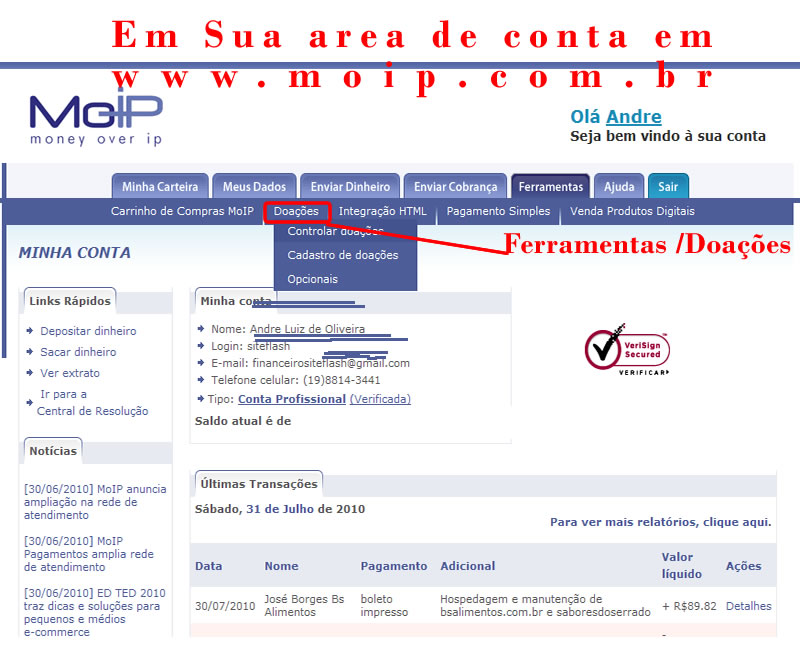 Em Sua area de conta em
www.moip.com.br
MoIP
money over ip
Olá Andre
Seja bem vindo à sua conta
Minha Carteira Meus Dados Enviar Dinheiro Enviar Cobrança Ferramentas Ajuda Sair
Carrinho de Compras MoIP Doações Integração HTML Pagamento Simples Venda Produtos Digitais
Controlar doações
Cadastro de doações
Opcionais
Ferramentas /Doações
MINHA CONTA
Links Rápidos
Depositar dinheiro
Sacar dinheiro
Ver extrato
Ir para a
Central de Resolução
Notícias
[30/06/2010] MoIP anuncia
ampliação na rede de
atendimento
[30/06/2010] MoIP
Pagamentos amplia rede
de atendimento
[30/06/2010] ED TED 2010
traz dicas e soluções para
pequenos e médios
e-commerce
Minha conta
Nome: Andre Luiz de Oliveira
Login: siteflash
E-mail: financeirositeflash@gmail.com
Telefone celular: (19)8814-3441
Tipo: Conta Profissional (Verificada)
Saldo atual é de
VeriSign
Secured
VERIFICAR
Últimas Transações
Sábado, 31 de Julho de 2010
Para ver mais relatórios, clique aqui.
Data Nome Pagamento Adicional Valor líquido Ações
30/07/2010 José Borges Bs Alimentos boleto impresso Hospedagem e manutenção de bsalimentos.com.br e saboresdoserrado + R$89.82 Detalhes
-